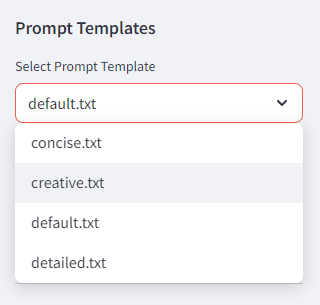 Prompt Templates
Select Prompt Template
default.txt
concise.txt
creative.txt
default.txt
detailed.txt